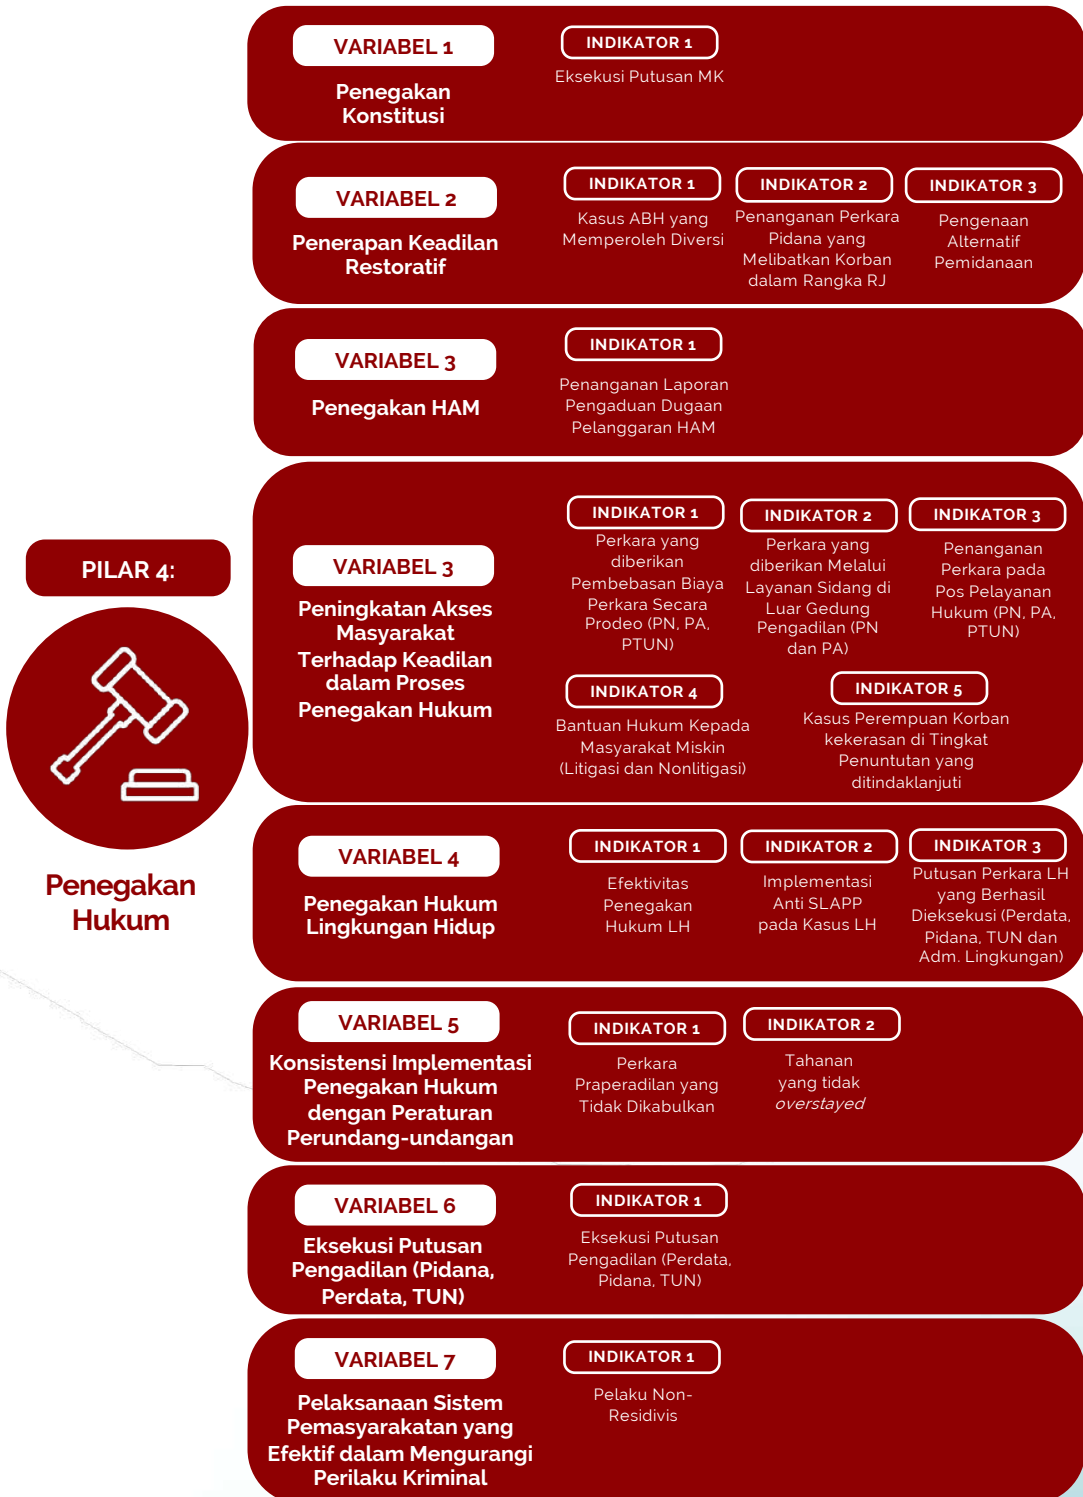 VARIABEL 1
Penegakan
Konstitusi
INDIKATOR 1
Eksekusi Putusan MK
VARIABEL 2
Penerapan Keadilan
Restoratif
INDIKATOR 1
Kasus ABH yang
Memperoleh Diversi
INDIKATOR 2
Penanganan Perkara
Pidana yang
Melibatkan Korban
dalam Rangka RJ
INDIKATOR 3
Pengenaan
Alternatif
Pemidanaan
VARIABEL 3
Penegakan HAM
INDIKATOR 1
Penanganan Laporan
Pengaduan Dugaan
Pelanggaran HAM
PILAR 4:
Penegakan
Hukum
VARIABEL 3
Peningkatan Akses
Masyarakat
Terhadap Keadilan
dalam Proses
Penegakan Hukum
INDIKATOR 1
Perkara yang
diberikan
Pembebasan Biaya
Perkara Secara
Prodeo (PN, PA,
PTUN)
INDIKATOR 2
Perkara yang
diberikan Melalui
Layanan Sidang di
Luar Gedung
Pengadilan (PN
dan PA)
INDIKATOR 3
Penanganan
Perkara pada
Pos Pelayanan
Hukum (PN, PA,
PTUN)
INDIKATOR 4
Bantuan Hukum Kepada
Masyarakat Miskin
(Litigasi dan Nonlitigasi)
INDIKATOR 5
Kasus Perempuan Korban
kekerasan di Tingkat
Penuntutan yang
ditindaklanjuti
VARIABEL 4
Penegakan Hukum
Lingkungan Hidup
INDIKATOR 1
Efektivitas
Penegakan
Hukum LH
INDIKATOR 2
Implementasi
Anti SLAPP
pada Kasus LH
INDIKATOR 3
Putusan Perkara LH
yang Berhasil
Dieksekusi (Perdata,
Pidana, TUN dan
Adm. Lingkungan)
VARIABEL 5
Konsistensi Implementasi
Penegakan Hukum
dengan Peraturan
Perundang-undangan
INDIKATOR 1
Perkara
Praperadilan yang
Tidak Dikabulkan
INDIKATOR 2
Tahanan
yang tidak
overstayed
VARIABEL 6
Eksekusi Putusan
Pengadilan (Pidana,
Perdata, TUN)
INDIKATOR 1
Eksekusi Putusan
Pengadilan (Perdata,
Pidana, TUN)
VARIABEL 7
Pelaksanaan Sistem
Pemasyarakatan yang
Efektif dalam Mengurangi
Perilaku Kriminal
INDIKATOR 1
Pelaku Non-
Residivis